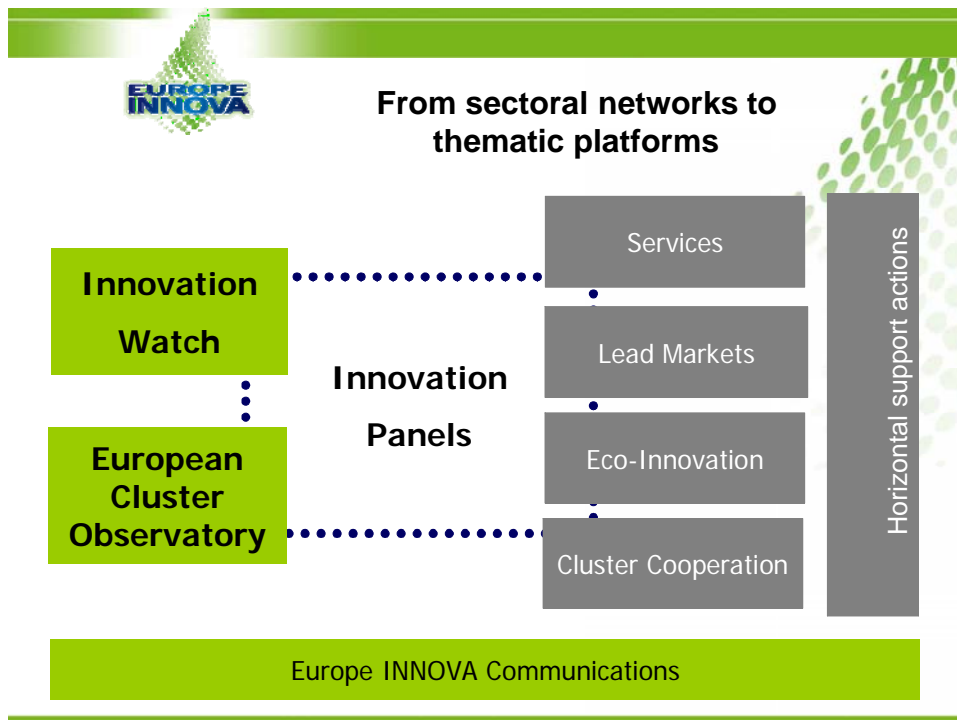 EUROPE
INNOVA
From sectoral networks to
thematic platforms
Innovation
Watch
European
Cluster
Observatory
Innovation
Panels
Services
Lead Markets
Eco-Innovation
Cluster Cooperation
Horizontal support actions
Europe INNOVA Communications